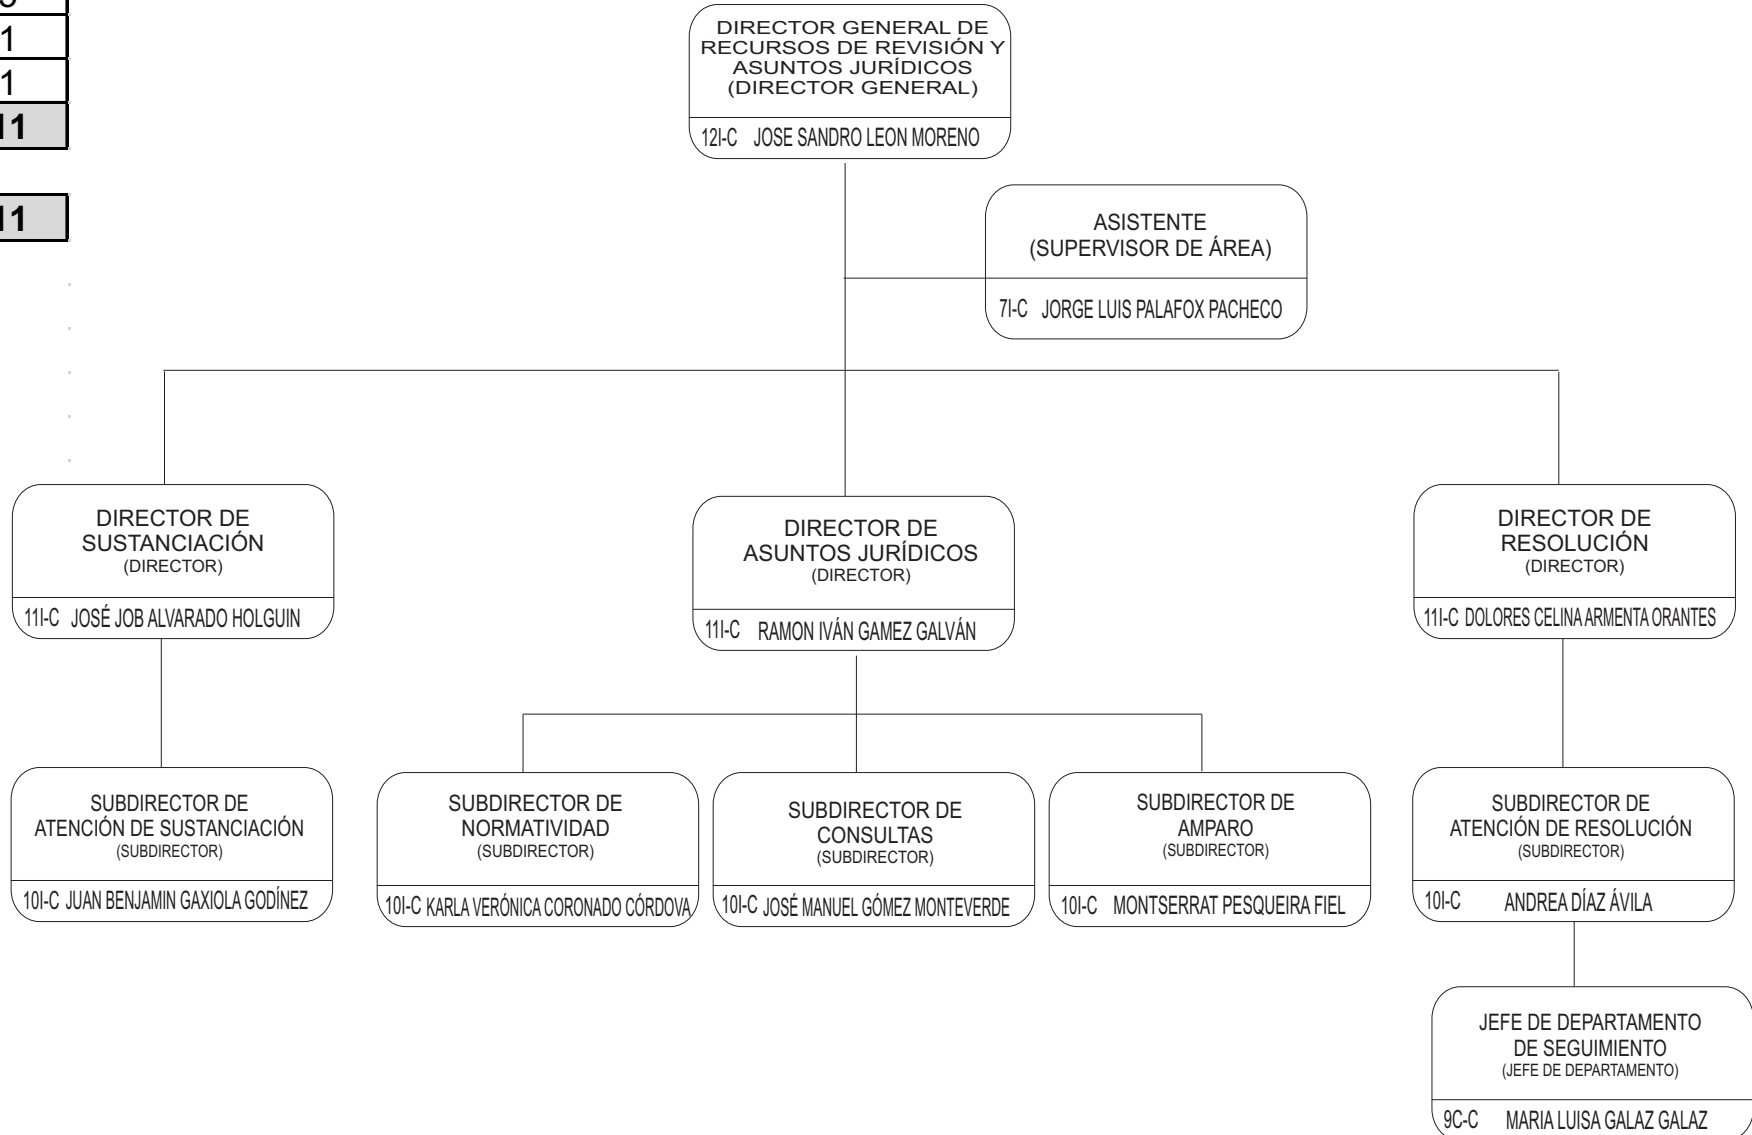 1
1
11
11
DIRECTOR GENERAL DE
RECURSOS DE REVISIÓN Y
ASUNTOS JURÍDICOS
(DIRECTOR GENERAL)
12I-C JOSE SANDRO LEON MORENO
ASISTENTE
(SUPERVISOR DE ÁREA)
7I-C JORGE LUIS PALAFOX PACHECO
DIRECTOR DE
SUSTANCIACIÓN
(DIRECTOR)
11I-C JOSÉ JOB ALVARADO HOLGUIN
DIRECTOR DE
ASUNTOS JURÍDICOS
(DIRECTOR)
11I-C RAMON IVÁN GAMEZ GALVÁN
DIRECTOR DE
RESOLUCIÓN
(DIRECTOR)
11I-C DOLORES CELINA ARMENTA ORANTES
SUBDIRECTOR DE
ATENCIÓN DE SUSTANCIACIÓN
(SUBDIRECTOR)
10I-C JUAN BENJAMIN GAXIOLA GODÍNEZ
SUBDIRECTOR DE
NORMATIVIDAD
(SUBDIRECTOR)
10I-C KARLA VERÓNICA CORONADO CÓRDOVA
SUBDIRECTOR DE
CONSULTAS
(SUBDIRECTOR)
10I-C JOSÉ MANUEL GÓMEZ MONTEVERDE
SUBDIRECTOR DE
AMPARO
(SUBDIRECTOR)
10I-C MONTSERRAT PESQUEIRA FIEL
SUBDIRECTOR DE
ATENCIÓN DE RESOLUCIÓN
(SUBDIRECTOR)
10I-C ANDREA DÍAZ ÁVILA
JEFE DE DEPARTAMENTO
DE SEGUIMIENTO
(JEFE DE DEPARTAMENTO)
9C-C MARIA LUISA GALAZ GALAZ